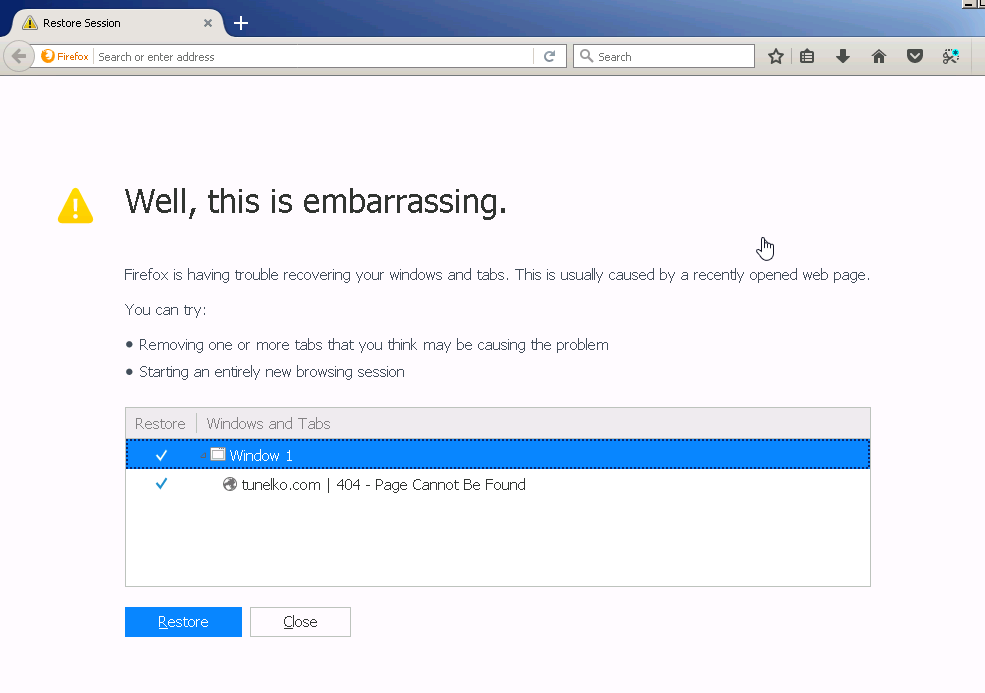 Restore Session
Firefox Search or enter address Search
Well, this is embarrassing.
Firefox is having trouble recovering your windows and tabs. This is usually caused by a recently opened web page.
You can try:
• Removing one or more tabs that you think may be causing the problem
• Starting an entirely new browsing session
Restore Windows and Tabs
Window 1
tunelko.com | 404 - Page Cannot Be Found
Restore Close